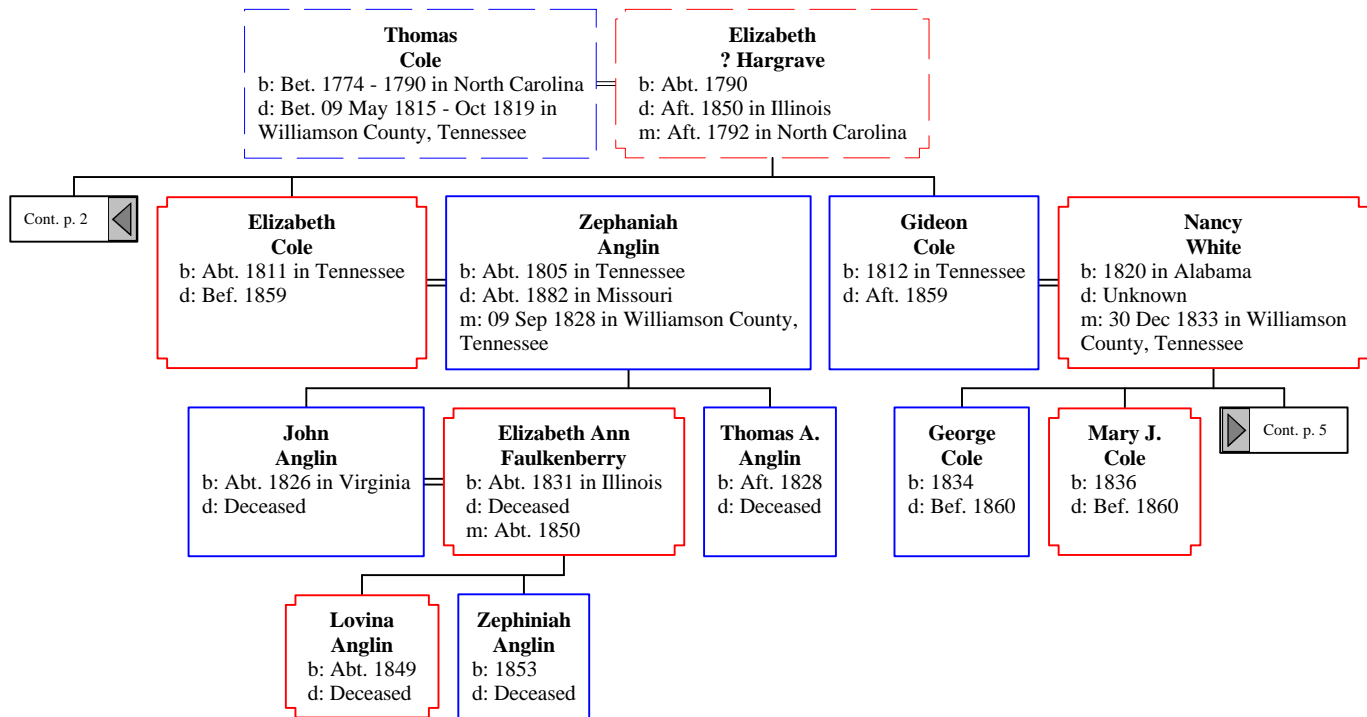 Thomas
Cole
b: Bet. 1774 - 1790 in North Carolina
d: Bet. 09 May 1815 - Oct 1819 in
Williamson County, Tennessee
Elizabeth
? Hargrave
b: Abt. 1790
d: Aft. 1850 in Illinois
m: Aft. 1792 in North Carolina
Cont. p. 2
Elizabeth
Cole
b: Abt. 1811 in Tennessee
d: Bef. 1859
Zephaniah
Anglin
b: Abt. 1805 in Tennessee
d: Abt. 1882 in Missouri
m: 09 Sep 1828 in Williamson County,
Tennessee
Gideon
Cole
b: 1812 in Tennessee
d: Aft. 1859
Nancy
White
b: 1820 in Alabama
d: Unknown
m: 30 Dec 1833 in Williamson
County, Tennessee
John
Anglin
b: Abt. 1826 in Virginia
d: Deceased
Elizabeth Ann
Faulkenberry
b: Abt. 1831 in Illinois
d: Deceased
m: Abt. 1850
Thomas A.
Anglin
b: Aft. 1828
d: Deceased
George
Cole
b: 1834
d: Bef. 1860
Mary J.
Cole
b: 1836
d: Bef. 1860
Cont. p. 5
Lovina
Anglin
b: Abt. 1849
d: Deceased
Zephiniah
Anglin
b: 1853
d: Deceased